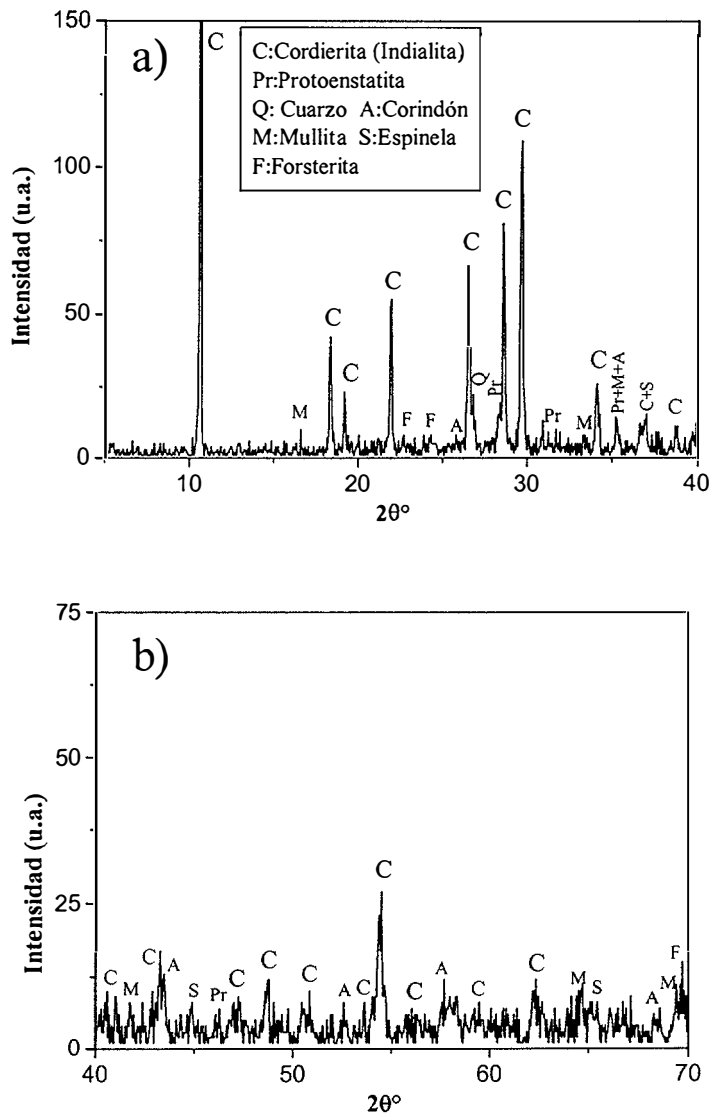 a)
C:Cordierita (Indialita)
Pr:Protoenstatita
Q: Cuarzo A:Corindón
M:Mullita S:Espinela
F:Forsterita
150
100
50
0
Intensidad (u.a.)
C
M
C
C
C
F
F
A
C
Q
Pr
C
C
Pr
M
C
Pr+M+A
C+S
C
10
20
30
40
2θ°
b)
75
50
25
0
Intensidad (u.a.)
C
M
C
A
S
Pr
C
C
C
A
C
C
C
A
C
C
M
S
A
M
F
40
50
60
70
2θ°